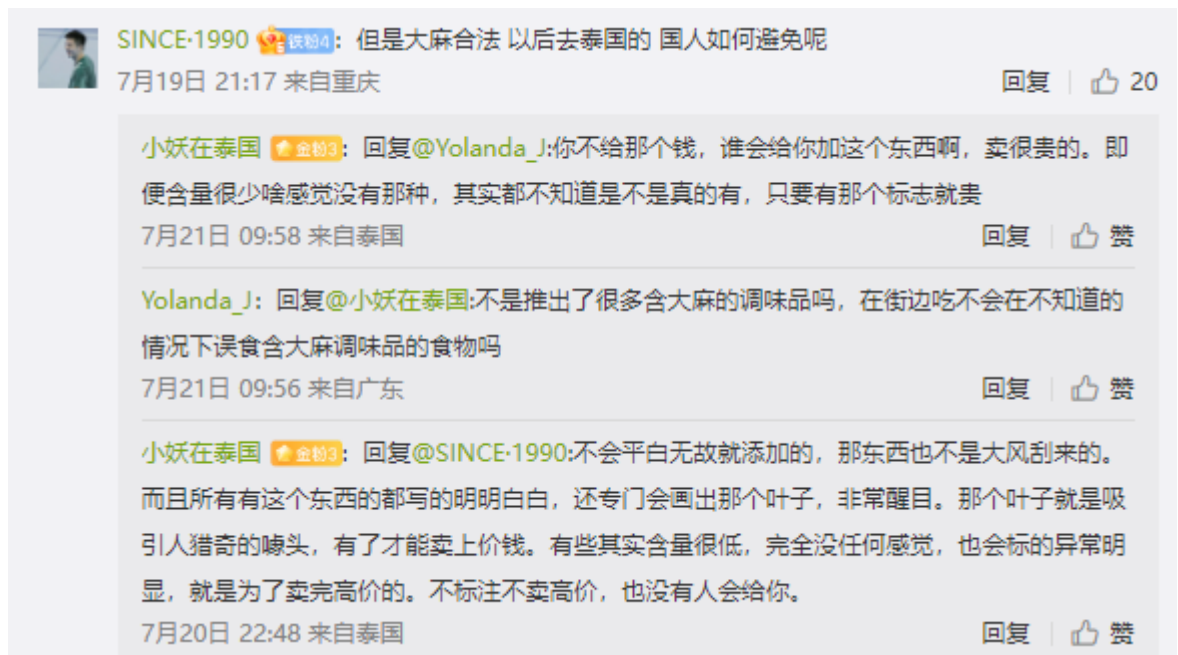 SINCE·1990 铁粉4：但是大麻合法 以后去泰国的 国人如何避免呢
7月19日 21:17 来自重庆 回复 20
小妖在泰国 金粉3：回复@Yolanda_J:你不给那个钱，谁会给你加这个东西啊，卖很贵的。即
便含量很少啥感觉没有那种，其实都不知道是不是真的有，只要有那个标志就贵
7月21日 09:58 来自泰国 回复 赞
Yolanda_J：回复@小妖在泰国:不是推出了很多含大麻的调味品吗，在街边吃不会在不知道的
情况下误食含大麻调味品的食物吗
7月21日 09:56 来自广东 回复 赞
小妖在泰国 金粉3：回复@SINCE·1990:不会平白无故就添加的，那东西也不是大风刮来的。
而且所有有这个东西的都写的明明白白，还专门会画出那个叶子，非常醒目。那个叶子就是吸
引人猎奇的噱头，有了才能卖上价钱。有些其实含量很低，完全没任何感觉，也会标的异常明
显，就是为了卖完高价的。不标注不卖高价，也没有人会给你。
7月20日 22:48 来自泰国 回复 赞